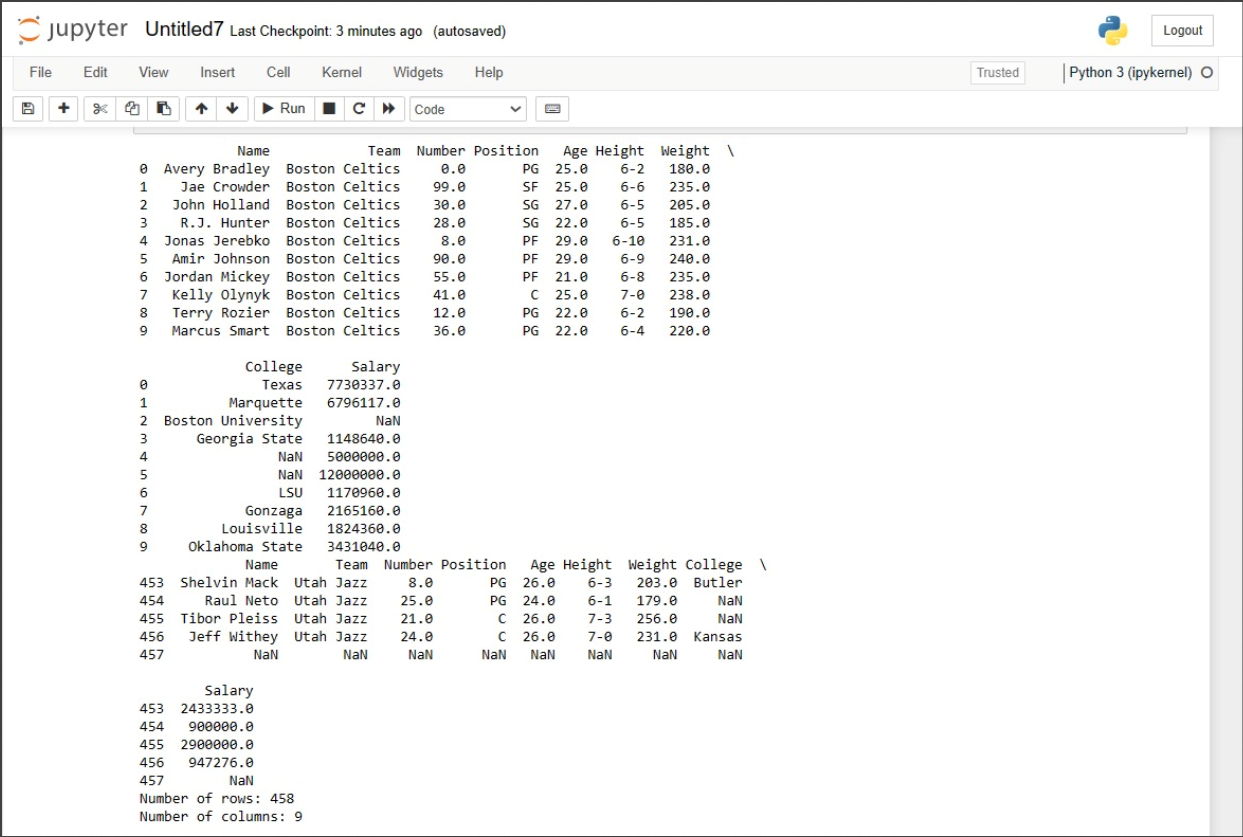 jupyter Untitled7 Last Checkpoint: 3 minutes ago (autosaved) Logout
File Edit View Insert Cell Kernel Widgets Help Trusted Python 3 (ipykernel)
Run Code
Name Team Number Position Age Height Weight \
0 Avery Bradley Boston Celtics 0.0 PG 25.0 6-2 180.0
1 Jae Crowder Boston Celtics 99.0 SF 25.0 6-6 235.0
2 John Holland Boston Celtics 30.0 SG 27.0 6-5 205.0
3 R.J. Hunter Boston Celtics 28.0 SG 22.0 6-5 185.0
4 Jonas Jerebko Boston Celtics 8.0 PF 29.0 6-10 231.0
5 Amir Johnson Boston Celtics 90.0 PF 29.0 6-9 240.0
6 Jordan Mickey Boston Celtics 55.0 PF 21.0 6-8 235.0
7 Kelly Olynyk Boston Celtics 41.0 C 25.0 7-0 238.0
8 Terry Rozier Boston Celtics 12.0 PG 22.0 6-2 190.0
9 Marcus Smart Boston Celtics 36.0 PG 22.0 6-4 220.0
College Salary
0 Texas 7730337.0
1 Marquette 6796117.0
2 Boston University NaN
3 Georgia State 1148640.0
4 NaN 5000000.0
5 NaN 12000000.0
6 LSU 1170960.0
7 Gonzaga 2165160.0
8 Louisville 1824360.0
9 Oklahoma State 3431040.0
Name Team Number Position Age Height Weight College \
453 Shelvin Mack Utah Jazz 8.0 PG 26.0 6-3 203.0 Butler
454 Raul Neto Utah Jazz 25.0 PG 24.0 6-1 179.0 NaN
455 Tibor Pleiss Utah Jazz 21.0 C 26.0 7-3 256.0 NaN
456 Jeff Withey Utah Jazz 24.0 C 26.0 7-0 231.0 Kansas
457 NaN NaN NaN NaN NaN NaN NaN NaN
Salary
453 2433333.0
454 900000.0
455 2900000.0
456 947276.0
457 NaN
Number of rows: 458
Number of columns: 9